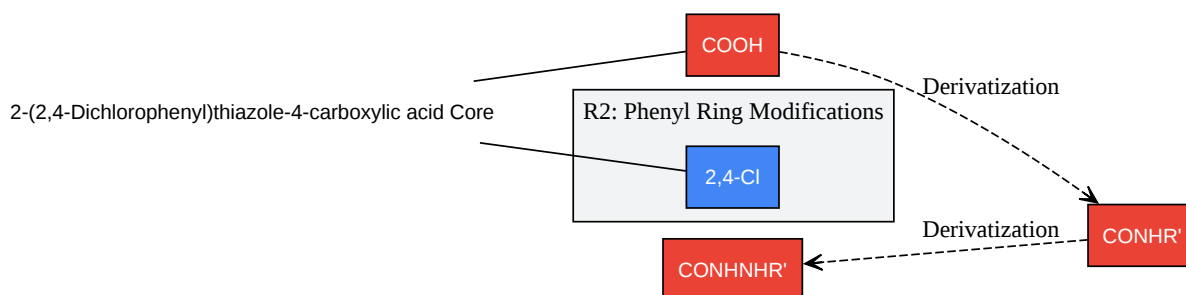 COOH
Derivatization
2-(2,4-Dichlorophenyl)thiazole-4-carboxylic acid Core
R2: Phenyl Ring Modifications
2,4-Cl
Derivatization
CONHR'
CONHNHR'